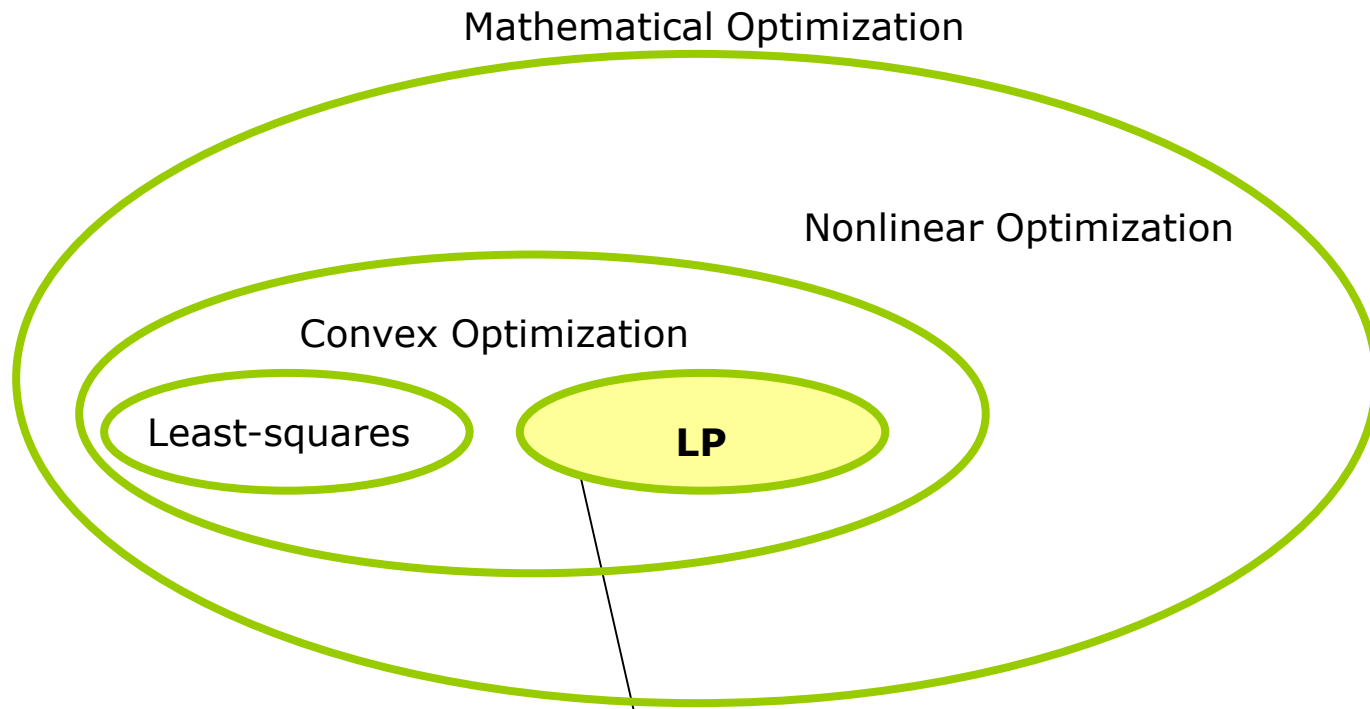 Mathematical Optimization
Nonlinear Optimization
Convex Optimization
Least-squares
LP